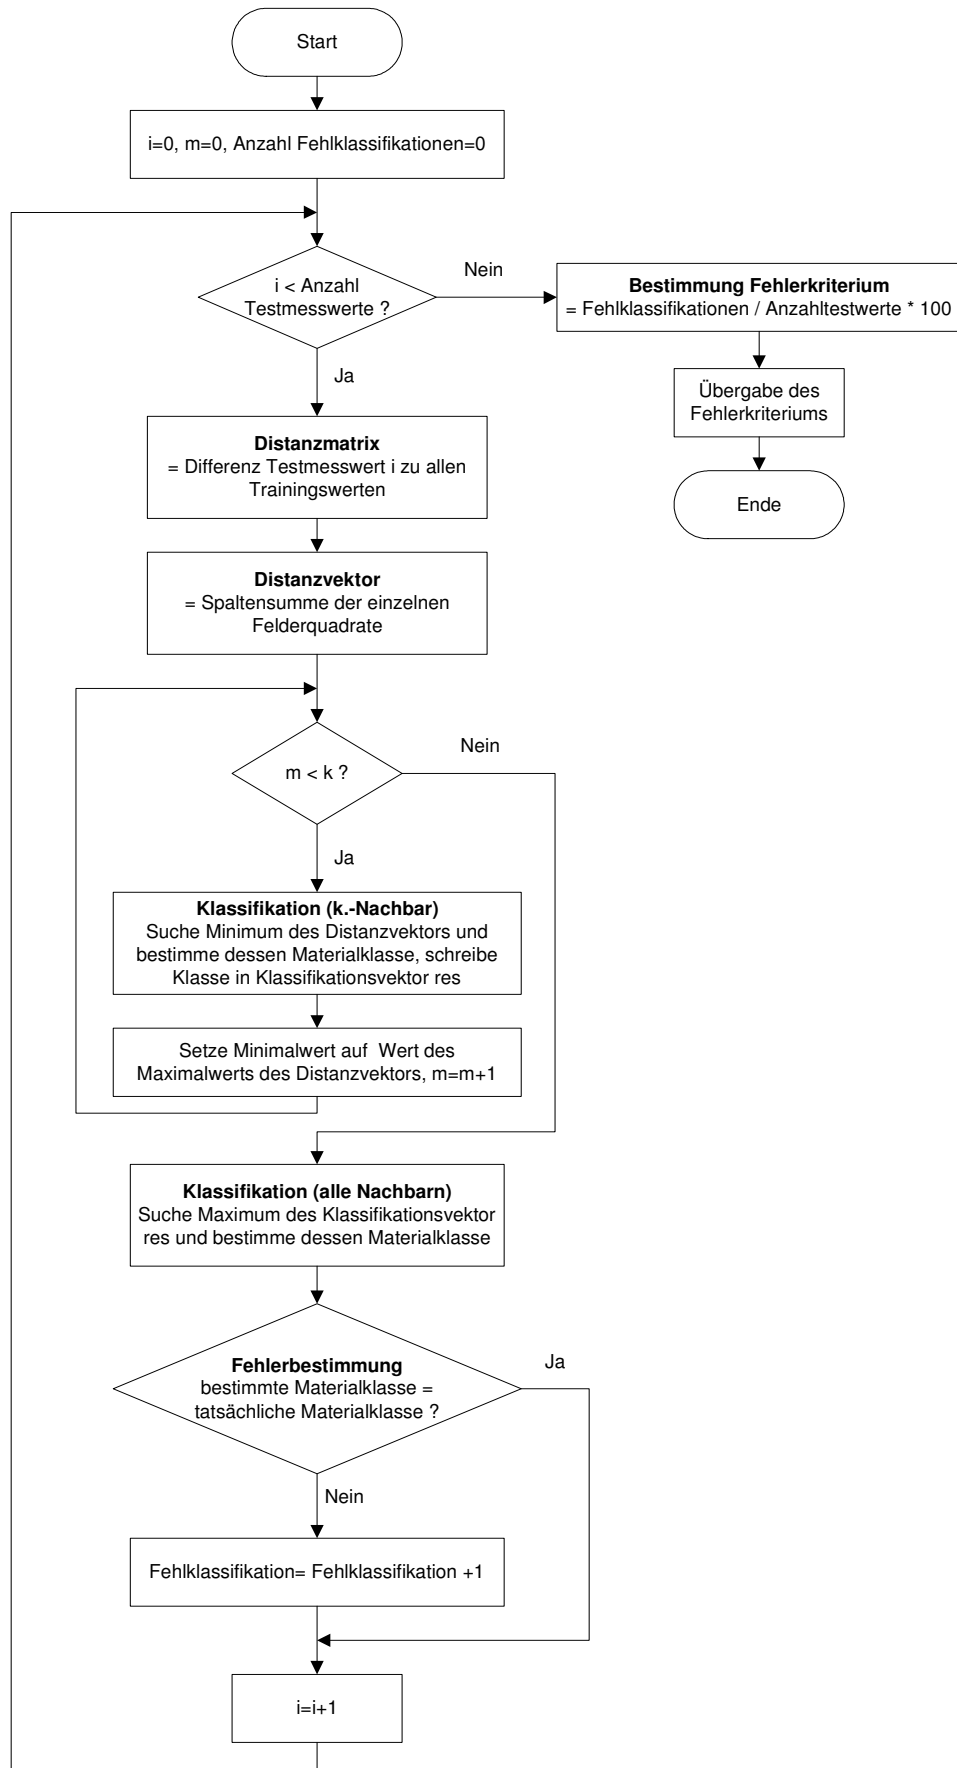 Start
i=0, m=0, Anzahl Fehlklassifikationen=0
i < Anzahl
Testmesswerte ?
Nein
Bestimmung Fehlerkriterium
= Fehlklassifikationen / Anzahltestwerte * 100
Übergabe des
Fehlerkriteriums
Ende
Ja
Distanzmatrix
= Differenz Testmesswert i zu allen
Trainingswerten
Distanzvektor
= Spaltensumme der einzelnen
Felderquadrate
m < k ?
Nein
Ja
Klassifikation (k.-Nachbar)
Suche Minimum des Distanzvektors und
bestimme dessen Materialklasse, schreibe
Klasse in Klassifikationsvektor res
Setze Minimalwert auf  Wert des
Maximalwerts des Distanzvektors, m=m+1
Klassifikation (alle Nachbarn)
Suche Maximum des Klassifikationsvektor
res und bestimme dessen Materialklasse
Fehlerbestimmung
bestimmte Materialklasse =
tatsächliche Materialklasse ?
Ja
Nein
Fehlklassifikation= Fehlklassifikation +1
i=i+1